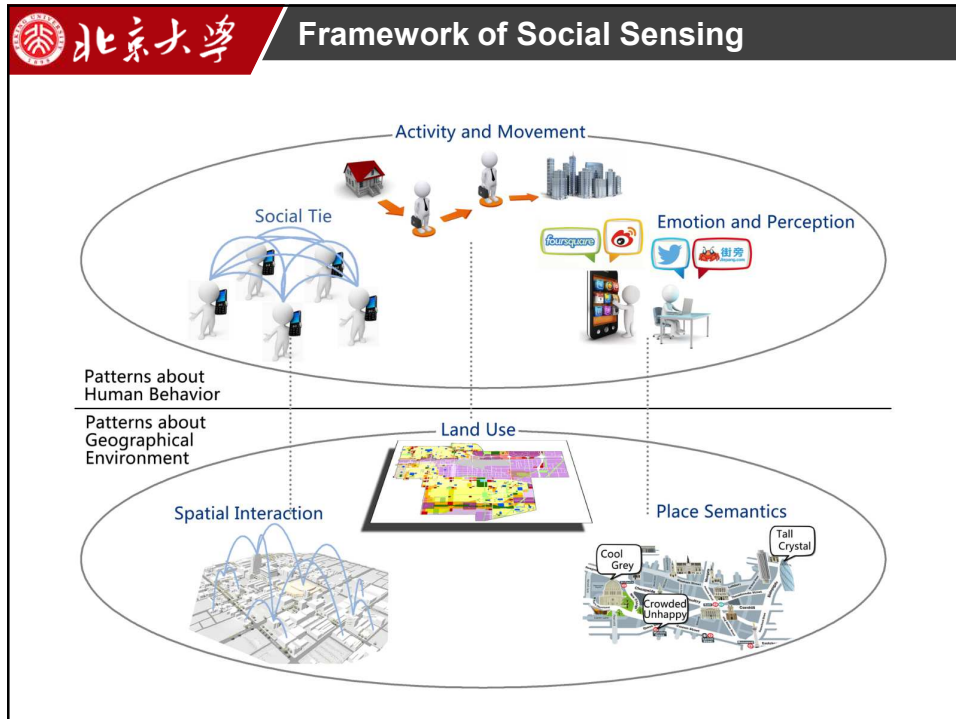 北京大学
Framework of Social Sensing
Activity and Movement
Social Tie
Emotion and Perception
foursquare
街旁
Patterns about
Human Behavior
Patterns about
Geographical
Environment
Land Use
Spatial Interaction
Place Semantics
Tall
Crystal
Cool
Grey
Crowded
Unhappy